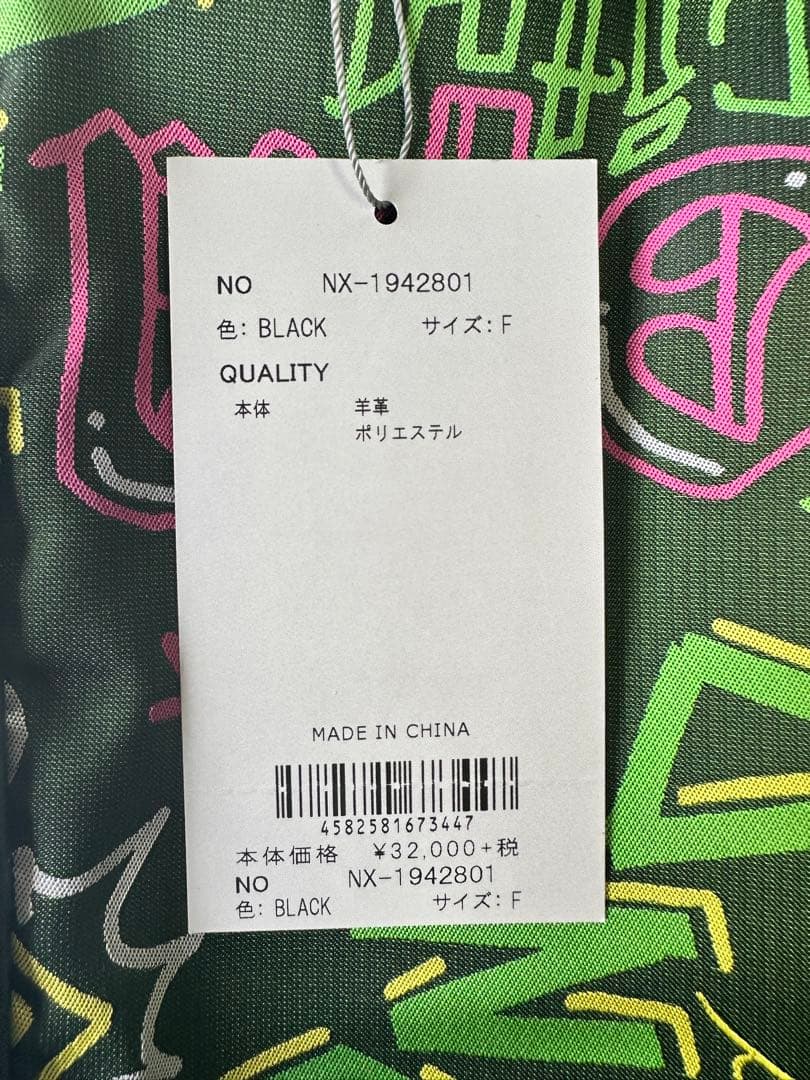 NO NX-1942801
色: BLACK サイズ: F
QUALITY
本体 羊革
ポリエステル
MADE IN CHINA
4582581673447
本体価格 ¥32,000+税
NO NX-1942801
色: BLACK サイズ: F